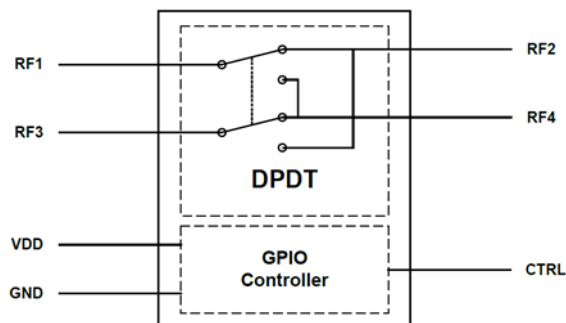 RF1
RF2
RF3
RF4
DPDT
VDD
GPIO
Controller
CTRL
GND